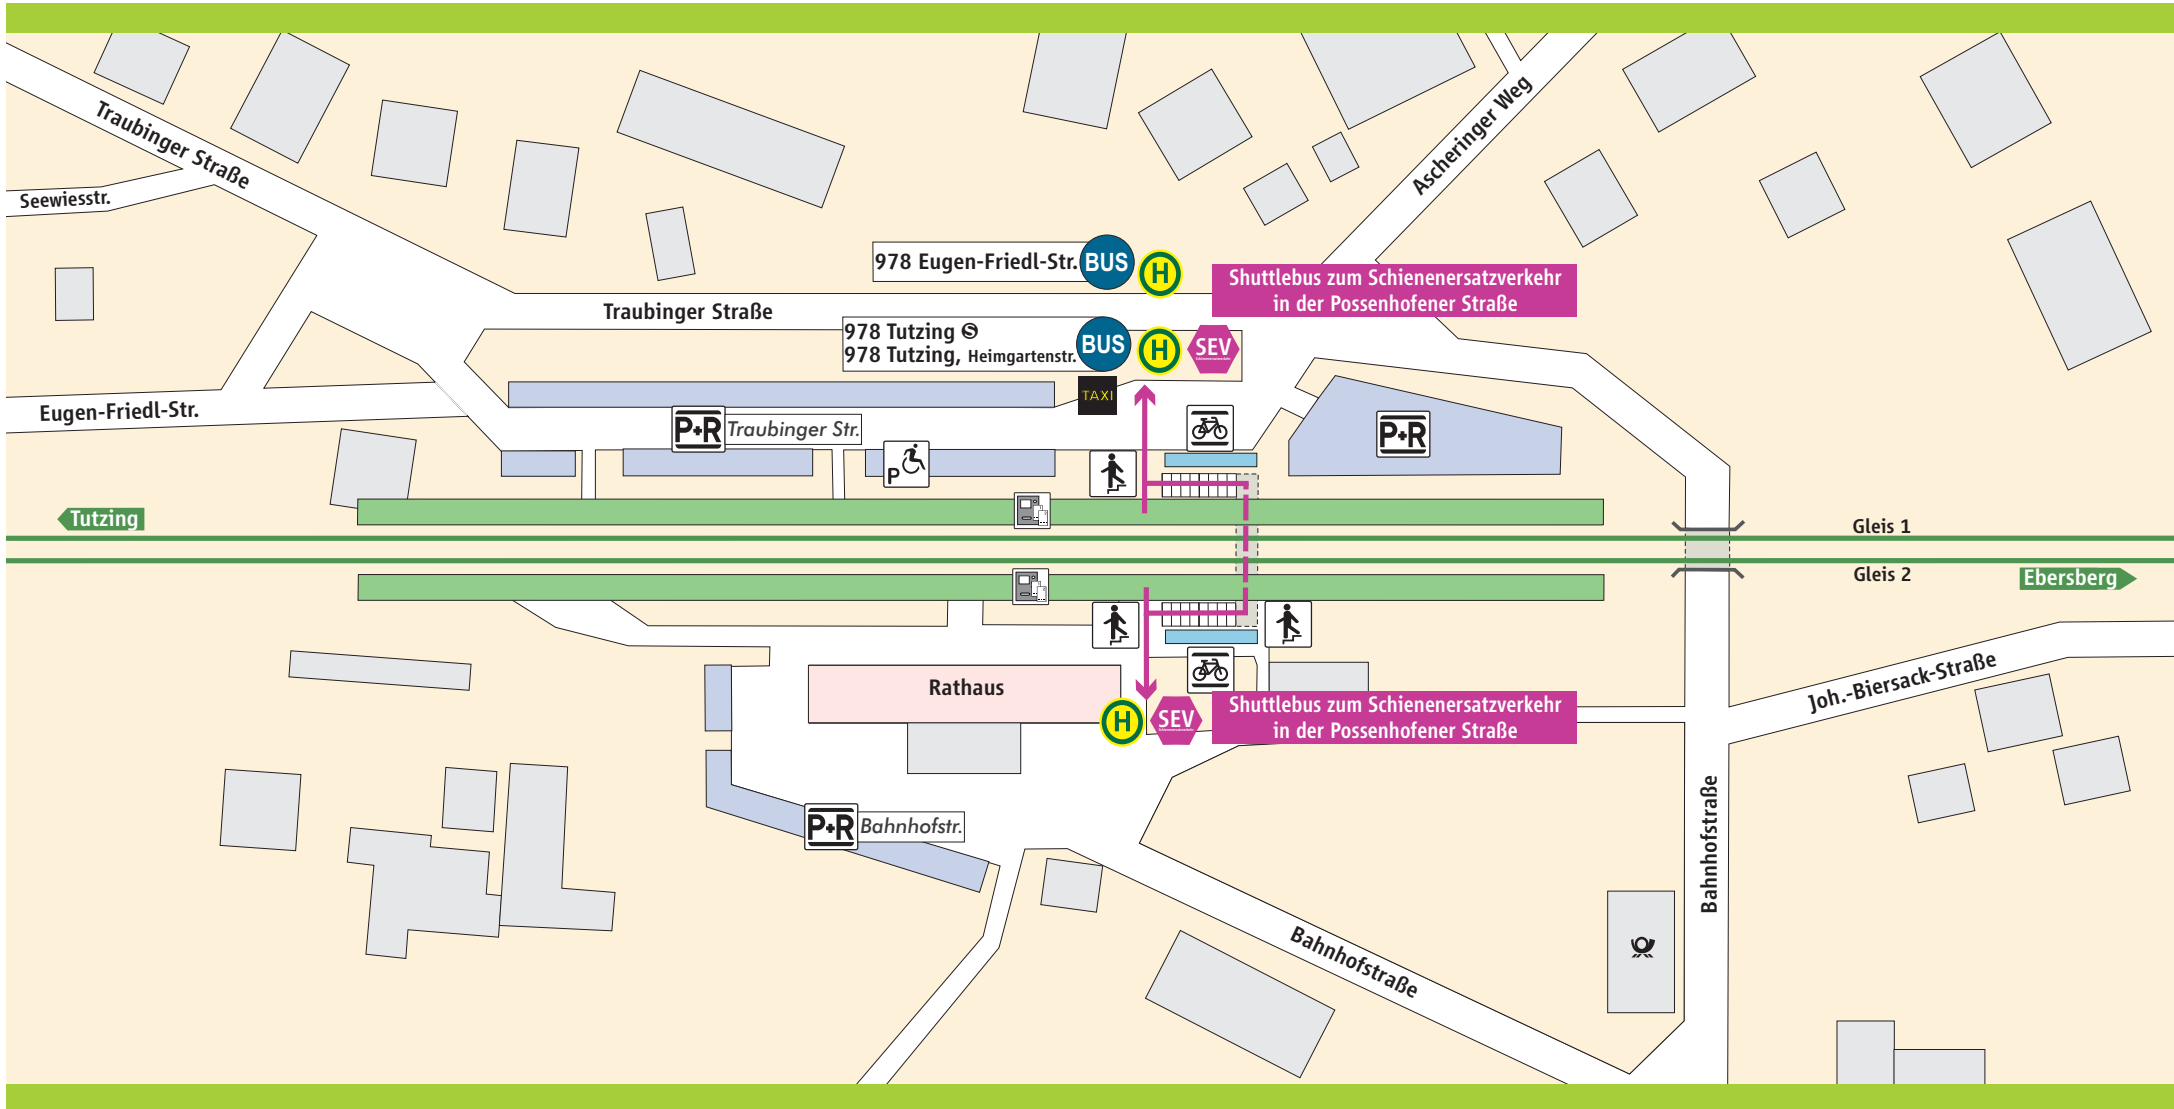 Traubinger Straße
Seewiesstr.
Ascheringer Weg
978 Eugen-Friedl-Str.
BUS
H
Shuttlebus zum Schienenersatzverkehr
in der Possenhofener Straße
Traubinger Straße
978 Tutzing S
978 Tutzing, Heimgartenstr.
BUS
H
SEV
Schienenersatzverkehr
TAXI
Eugen-Friedl-Str.
P+R
Traubinger Str.
P+R
P
Tutzing
Gleis 1
Gleis 2
Ebersberg
Rathaus
H
SEV
Schienenersatzverkehr
Shuttlebus zum Schienenersatzverkehr
in der Possenhofener Straße
Joh.-Biersack-Straße
P+R
Bahnhofstr.
Bahnhofstraße
Bahnhofstraße